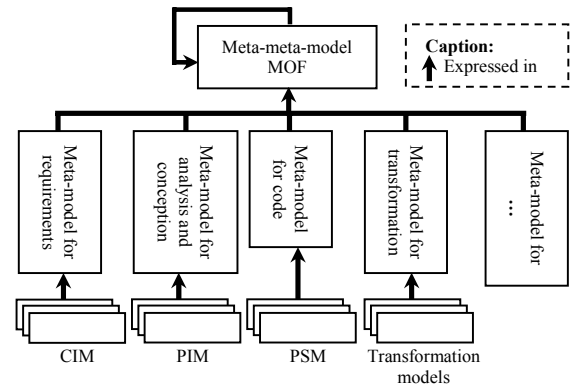 Meta-meta-model
MOF
Caption:
Expressed in
Meta-model for
requirements
Meta-model for
analysis and
conception
Meta-model
for code
Meta-model for
transformation
Meta-model for
...
CIM
PIM
PSM
Transformation
models